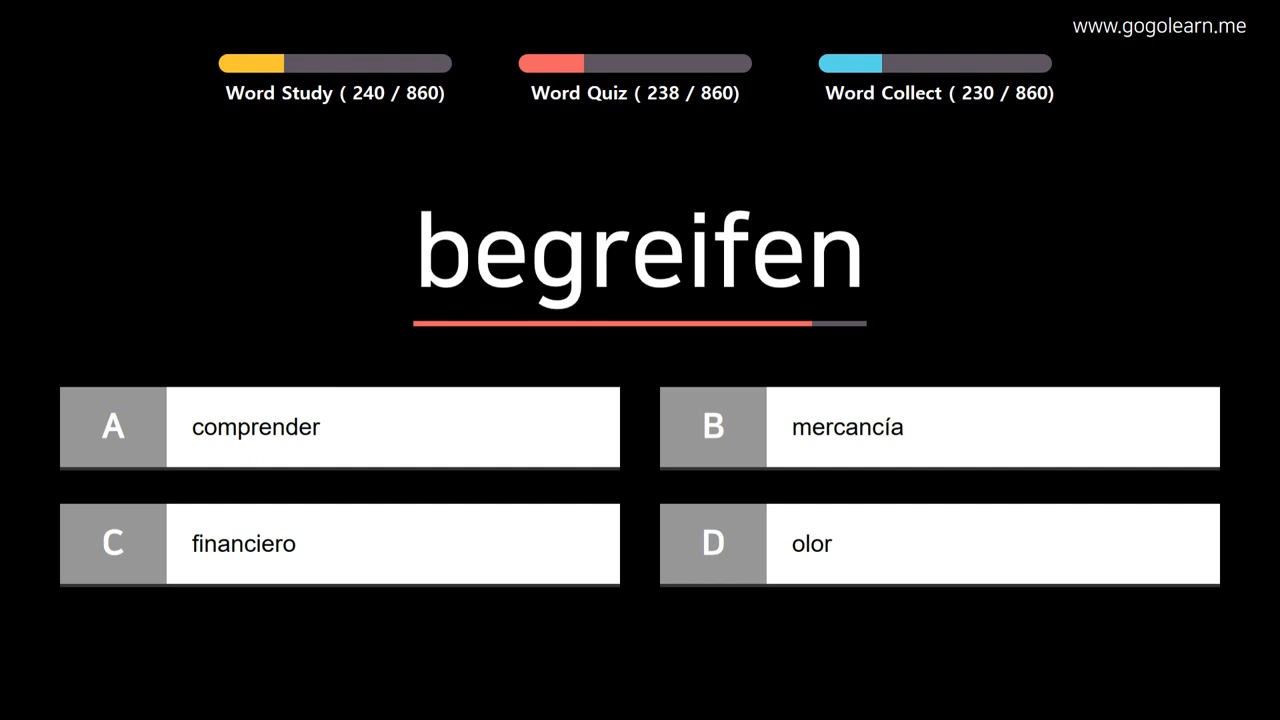 www.gogolearn.me
Word Study ( 240 / 860)
Word Quiz ( 238 / 860)
Word Collect ( 230 / 860)
begreifen
A comprender
B mercancía
C financiero
D olor